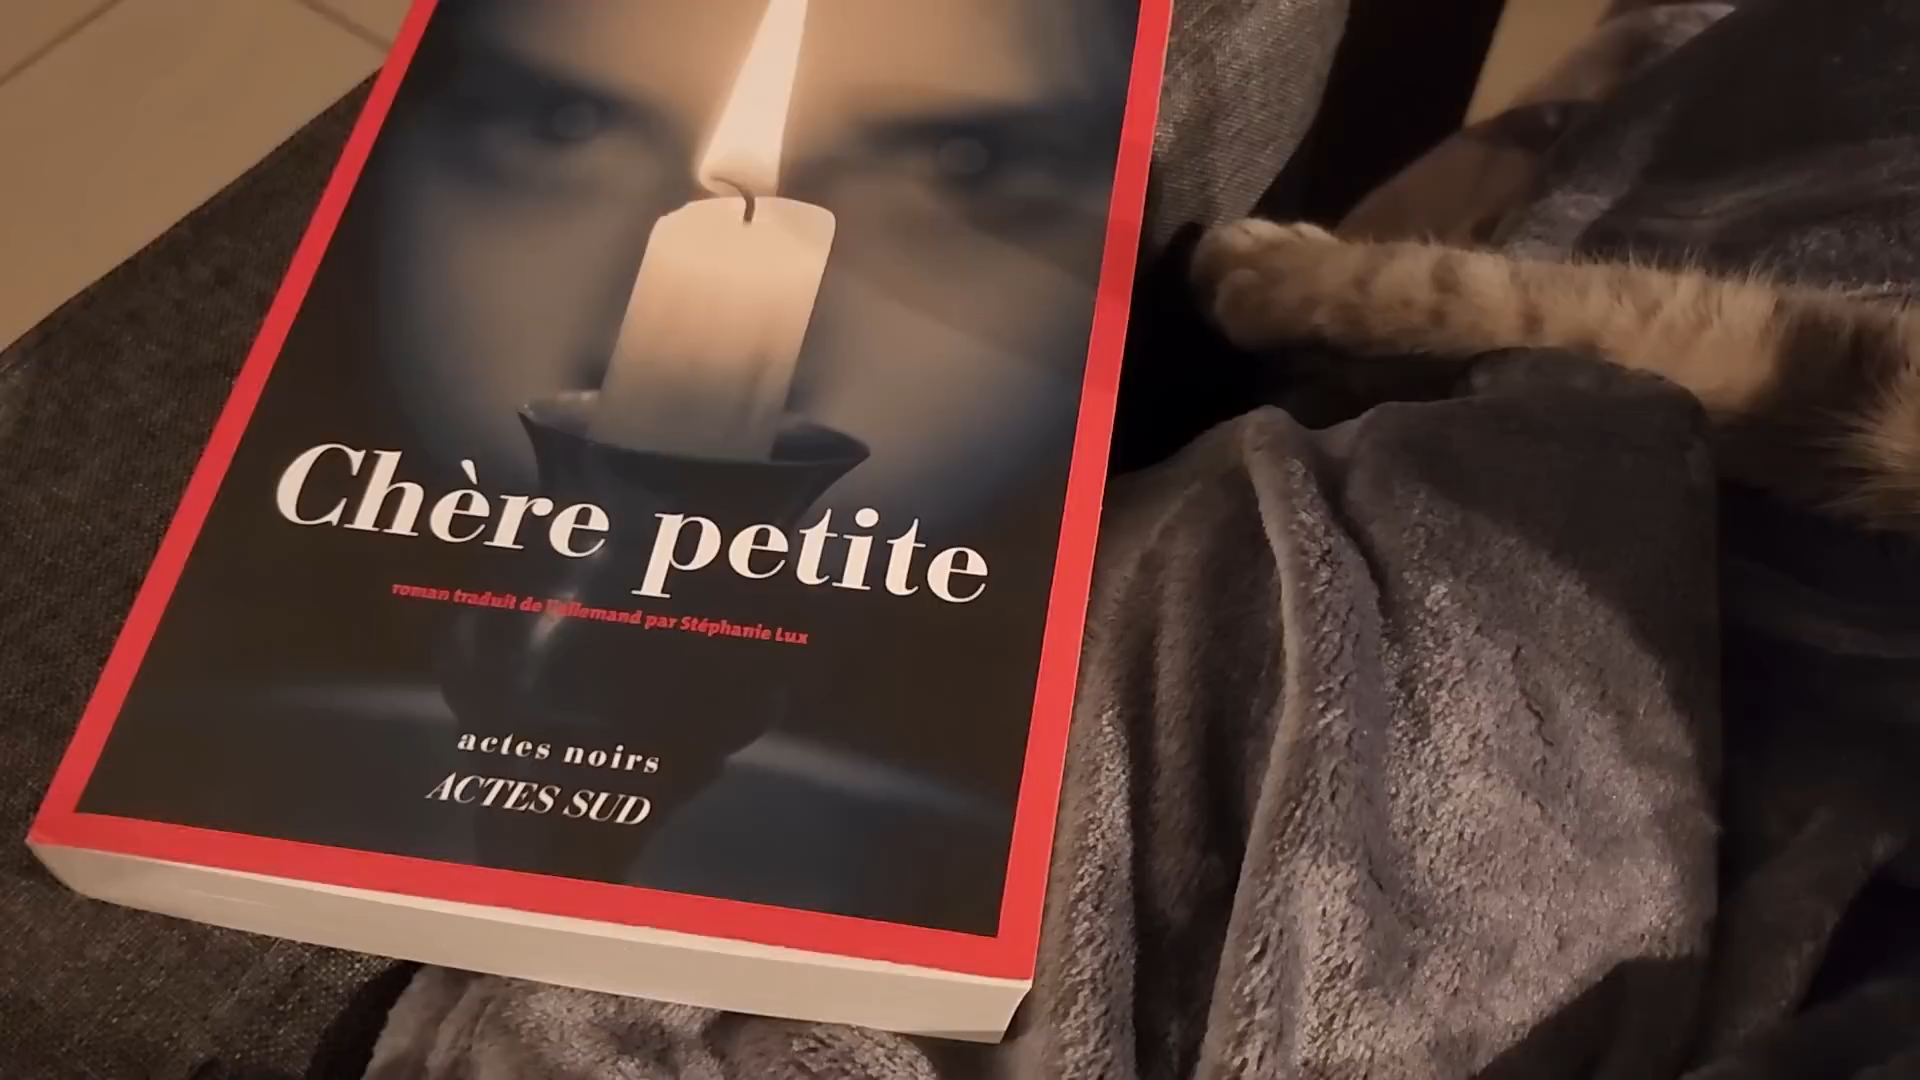 Chère petite
roman traduit de l'allemand par Stéphanie Lux
actes noirs
ACTES SUD